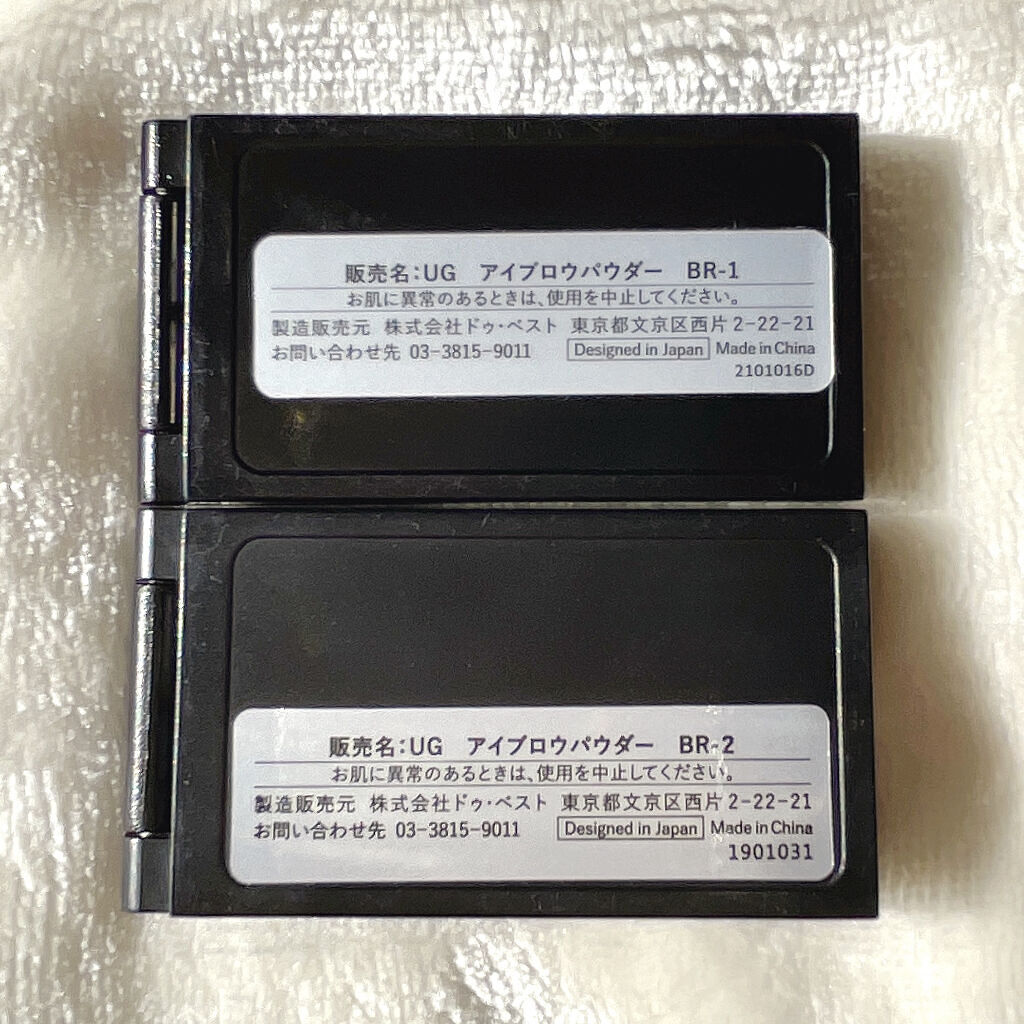 販売名:UG アイブロウパウダー BR-1
お肌に異常のあるときは、使用を中止してください。
製造販売元 株式会社ドゥ・ベスト 東京都文京区西片2-22-21
お問い合わせ先 03-3815-9011 Designed in Japan Made in China
2101016D
販売名:UG アイブロウパウダー BR-2
お肌に異常のあるときは、使用を中止してください。
製造販売元 株式会社ドゥ・ベスト 東京都文京区西片2-22-21
お問い合わせ先 03-3815-9011 Designed in Japan Made in China
1901031